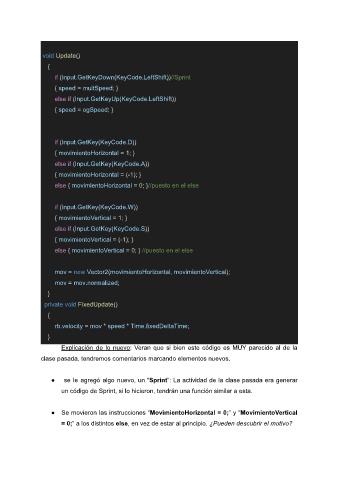 void Update()
{
if (Input.GetKeyDown(KeyCode.LeftShift))//Sprint
{ speed = multSpeed; }
else if (Input.GetKeyUp(KeyCode.LeftShift))
{ speed = ogSpeed; }
if (Input.GetKey(KeyCode.D))
{ movimientoHorizontal = 1; }
else if (Input.GetKey(KeyCode.A))
{ movimientoHorizontal = (-1); }
else { movimientoHorizontal = 0; }//puesto en el else
if (Input.GetKey(KeyCode.W))
{ movimientoVertical = 1; }
else if (Input.GetKey(KeyCode.S))
{ movimientoVertical = (-1); }
else { movimientoVertical = 0; } //puesto en el else
mov = new Vector2(movimientoHorizontal, movimientoVertical);
mov = mov.normalized;
}
private void FixedUpdate()
{
rb.velocity = mov * speed * Time.fixedDeltaTime;
}
Explicación de lo nuevo: Verán que si bien este código es MUY parecido al de la
clase pasada, tendremos comentarios marcando elementos nuevos.
● se le agregó algo nuevo, un "Sprint": La actividad de la clase pasada era generar
un código de Sprint, si lo hicieron, tendrán una función similar a esta.
● Se movieron las instrucciones "MovimientoHorizontal = 0;" y "MovimientoVertical
= 0;" a los distintos else, en vez de estar al principio. ¿Pueden descubrir el motivo?